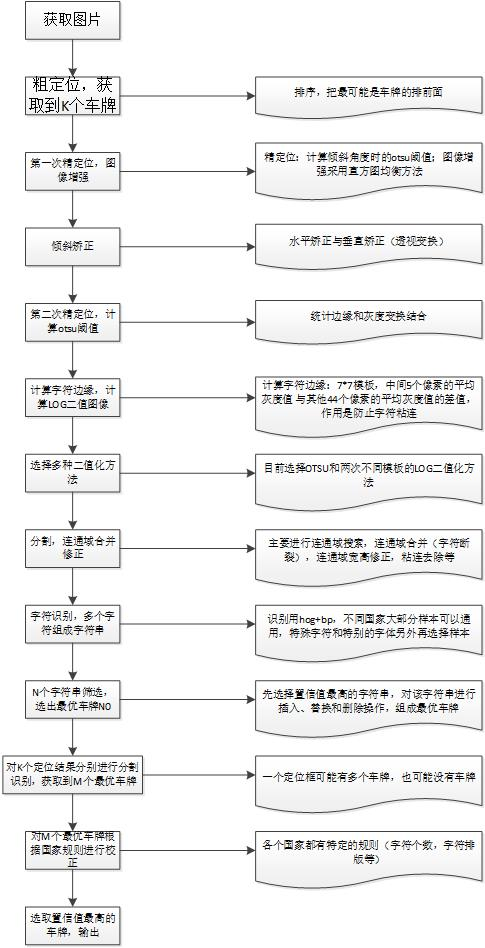 获取图片
粗定位，获
取到K个车牌
排序，把最可能是车牌的排前面
第一次精定位，图
像增强
精定位：计算倾斜角度时的otsu阈值；图像增
强采用直方图均衡方法
倾斜矫正
水平矫正与垂直矫正（透视变换）
第二次精定位，计
算otsu阈值
统计边缘和灰度变换结合
计算字符边缘，计
算LOG二值图像
计算字符边缘：7*7模板，中间5个像素的平均
灰度值 与其他44个像素的平均灰度值的差值，
作用是防止字符粘连
选择多种二值化方
法
目前选择OTSU和两次不同模板的LOG二值化方
法
分割，连通域合并
修正
主要进行连通域搜索，连通域合并（字符断
裂），连通域宽高修正，粘连去除等
字符识别，多个字
符组成字符串
识别用hog+bp，不同国家大部分样本可以通
用，特殊字符和特别的字体另外再选择样本
N个字符串筛选，
选出最优车牌N0
先选择置信值最高的字符串，对该字符串进行
插入、替换和删除操作，组成最优车牌
对K个定位结果分别进行分割
识别，获取到M个最优车牌
一个定位框可能有多个车牌，也可能没有车牌
对M个最优车牌根
据国家规则进行校
正
各个国家都有特定的规则（字符个数，字符排
版等）
选取置信值最高的
车牌，输出